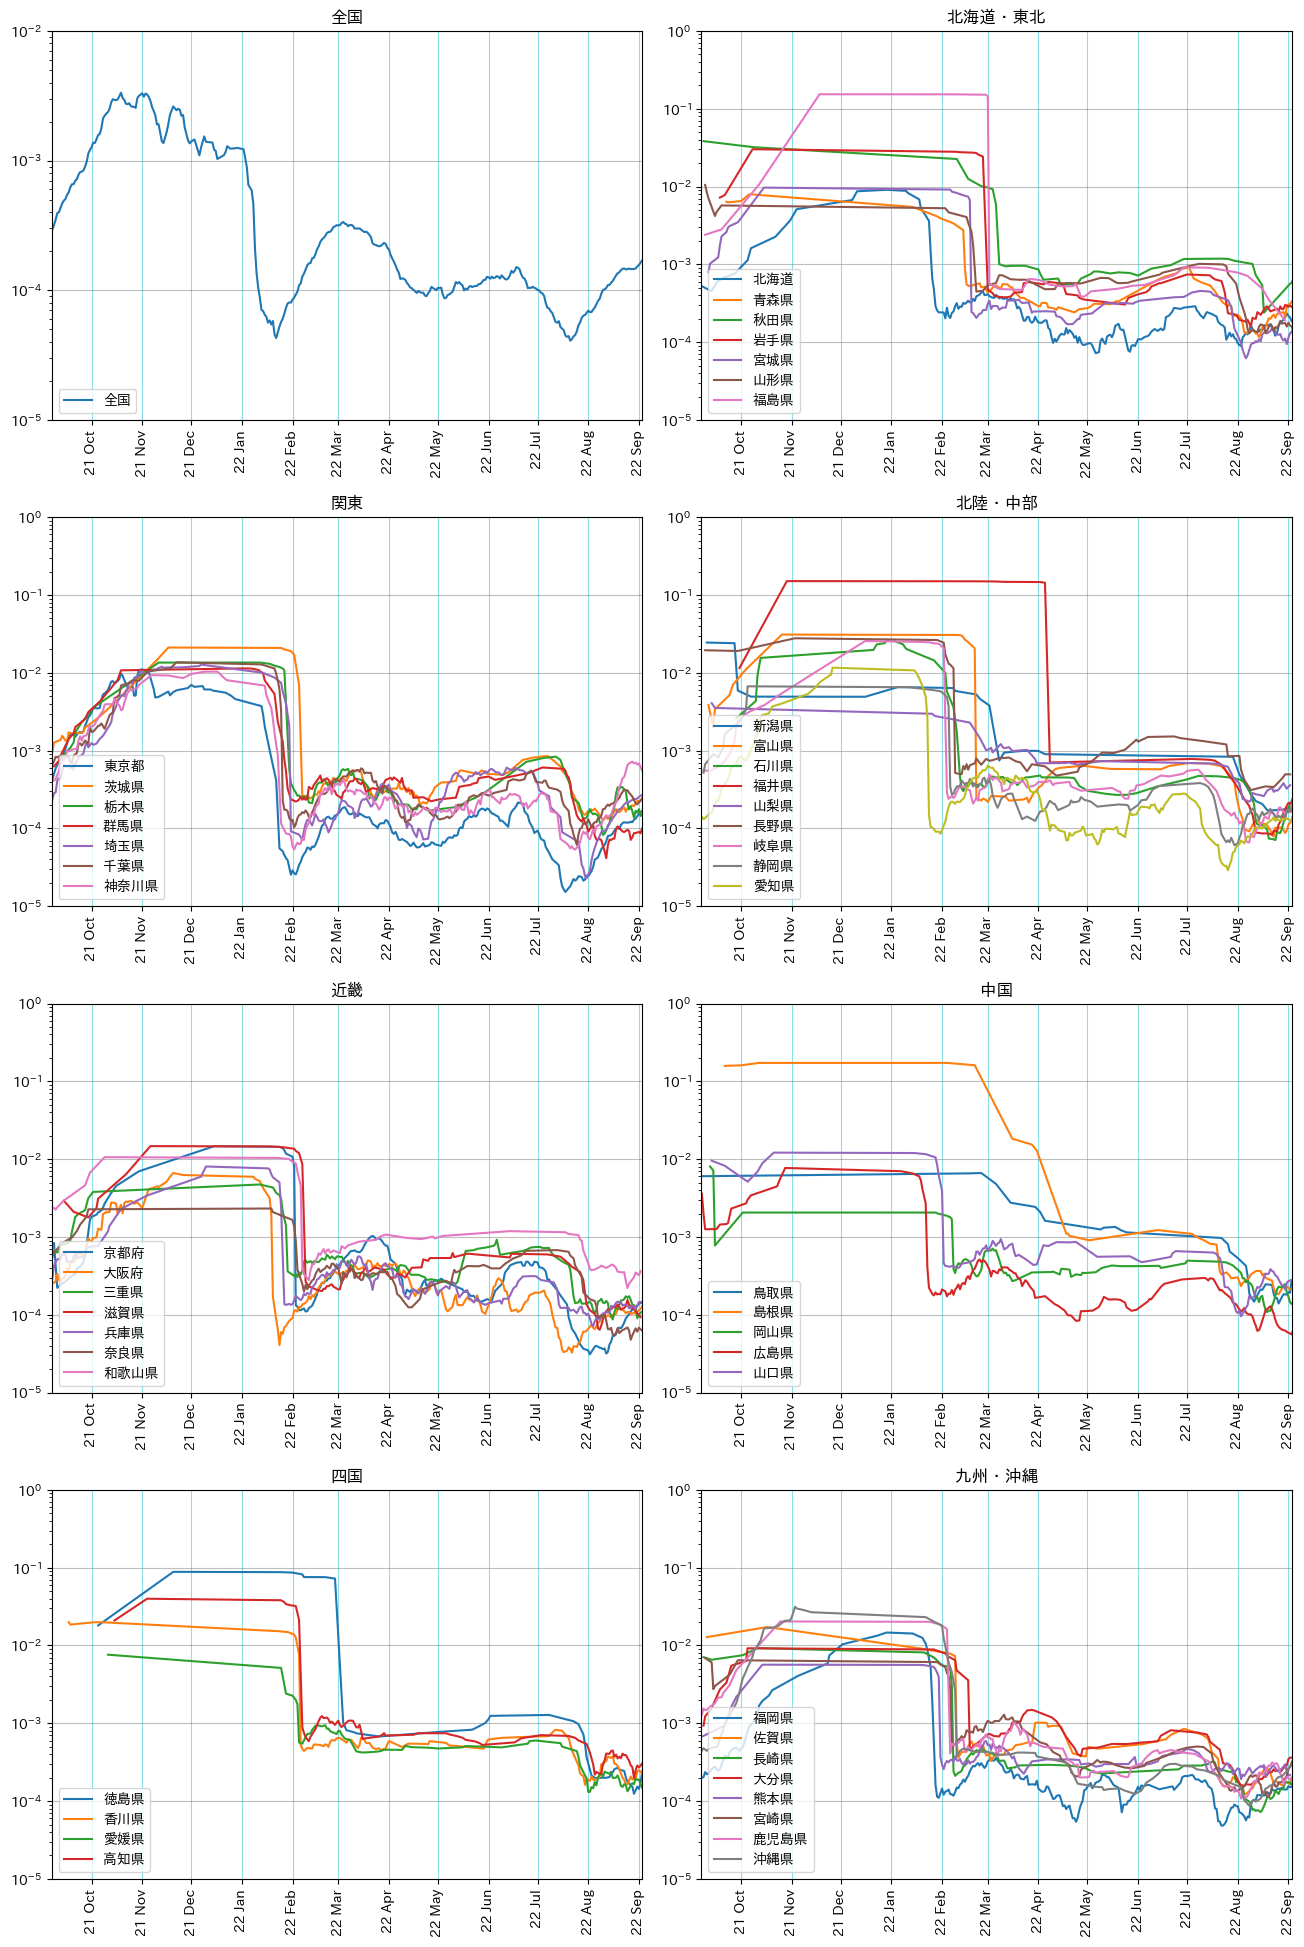 全国
10⁻²
10⁻³
10⁻⁴
10⁻⁵
全国
21 Oct
21 Nov
21 Dec
22 Jan
22 Feb
22 Mar
22 Apr
22 May
22 Jun
22 Jul
22 Aug
22 Sep
北海道・東北
10⁰
10⁻¹
10⁻²
10⁻³
10⁻⁴
10⁻⁵
北海道
青森県
秋田県
岩手県
宮城県
山形県
福島県
21 Oct
21 Nov
21 Dec
22 Jan
22 Feb
22 Mar
22 Apr
22 May
22 Jun
22 Jul
22 Aug
22 Sep
関東
10⁰
10⁻¹
10⁻²
10⁻³
10⁻⁴
10⁻⁵
東京都
茨城県
栃木県
群馬県
埼玉県
千葉県
神奈川県
21 Oct
21 Nov
21 Dec
22 Jan
22 Feb
22 Mar
22 Apr
22 May
22 Jun
22 Jul
22 Aug
22 Sep
北陸・中部
10⁰
10⁻¹
10⁻²
10⁻³
10⁻⁴
10⁻⁵
新潟県
富山県
石川県
福井県
山梨県
長野県
岐阜県
静岡県
愛知県
21 Oct
21 Nov
21 Dec
22 Jan
22 Feb
22 Mar
22 Apr
22 May
22 Jun
22 Jul
22 Aug
22 Sep
近畿
10⁰
10⁻¹
10⁻²
10⁻³
10⁻⁴
10⁻⁵
京都府
大阪府
三重県
滋賀県
兵庫県
奈良県
和歌山県
21 Oct
21 Nov
21 Dec
22 Jan
22 Feb
22 Mar
22 Apr
22 May
22 Jun
22 Jul
22 Aug
22 Sep
中国
10⁰
10⁻¹
10⁻²
10⁻³
10⁻⁴
10⁻⁵
鳥取県
島根県
岡山県
広島県
山口県
21 Oct
21 Nov
21 Dec
22 Jan
22 Feb
22 Mar
22 Apr
22 May
22 Jun
22 Jul
22 Aug
22 Sep
四国
10⁰
10⁻¹
10⁻²
10⁻³
10⁻⁴
10⁻⁵
徳島県
香川県
愛媛県
高知県
21 Oct
21 Nov
21 Dec
22 Jan
22 Feb
22 Mar
22 Apr
22 May
22 Jun
22 Jul
22 Aug
22 Sep
九州・沖縄
10⁰
10⁻¹
10⁻²
10⁻³
10⁻⁴
10⁻⁵
福岡県
佐賀県
長崎県
大分県
熊本県
宮崎県
鹿児島県
沖縄県
21 Oct
21 Nov
21 Dec
22 Jan
22 Feb
22 Mar
22 Apr
22 May
22 Jun
22 Jul
22 Aug
22 Sep